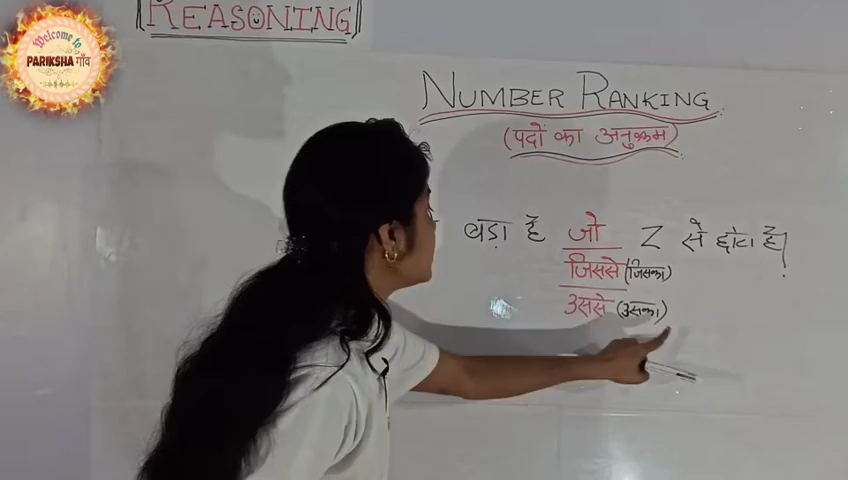 REASONING
Welcome to
PARIKSHA गाँव
NUMBER RANKING
(पदों का अनुक्रम)
बड़ा है जो Z से छोटा है।
जिससे (जिसका)
उससे (उसका)